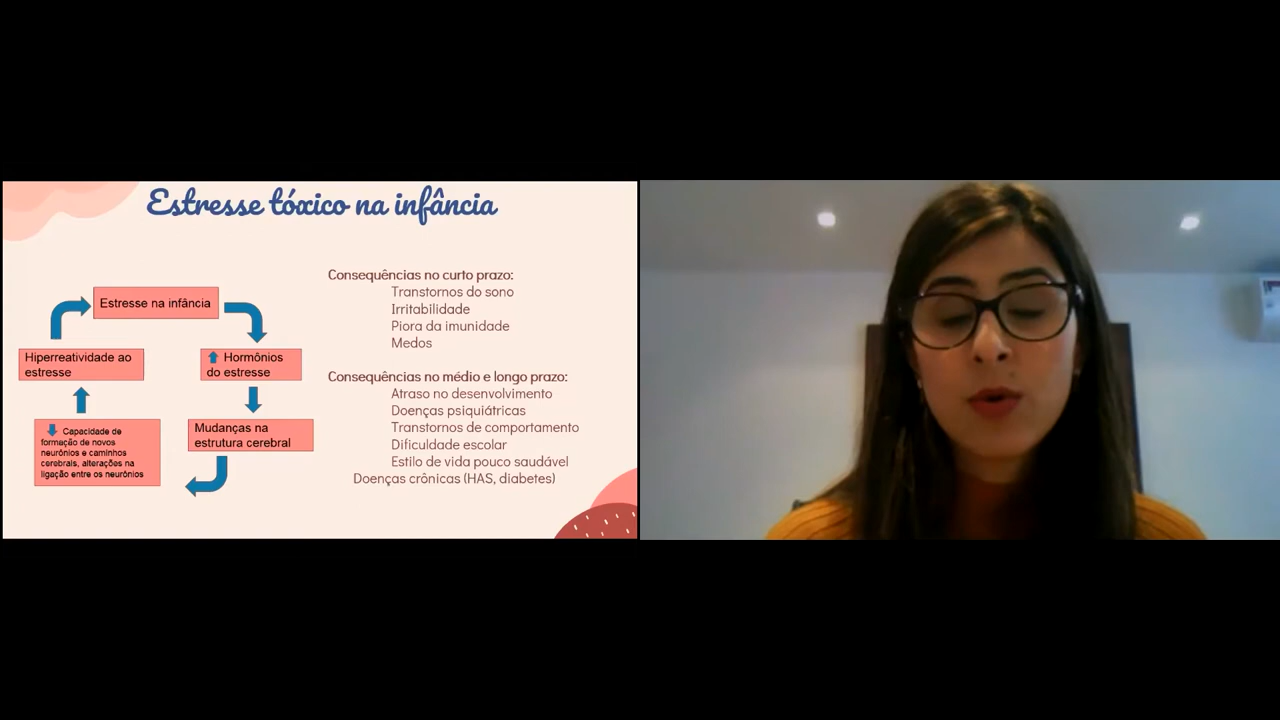 Estresse tóxico na infância
Estresse na infância
Hormônios
do estresse
Mudanças na
estrutura cerebral
Capacidade de
formação de novos
neurônios e caminhos
cerebrais, alterações na
ligação entre os neurônios
Hiperreatividade ao
estresse
Consequências no curto prazo:
Transtornos do sono
Irritabilidade
Piora da imunidade
Medos
Consequências no médio e longo prazo:
Atraso no desenvolvimento
Doenças psiquiátricas
Transtornos de comportamento
Dificuldade escolar
Estilo de vida pouco saudável
Doenças crônicas (HAS, diabetes)